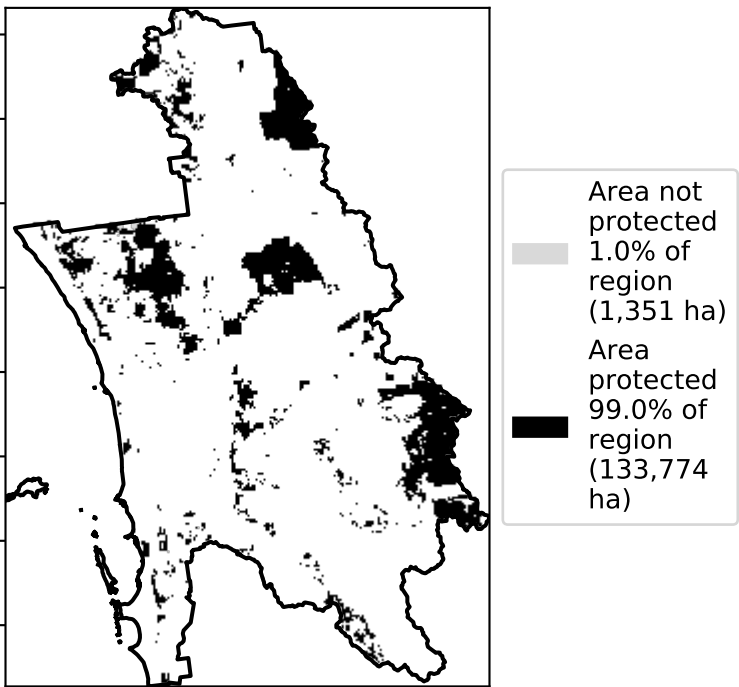 Area not
protected
1.0% of
region
(1,351 ha)
Area
protected
99.0% of
region
(133,774
ha)